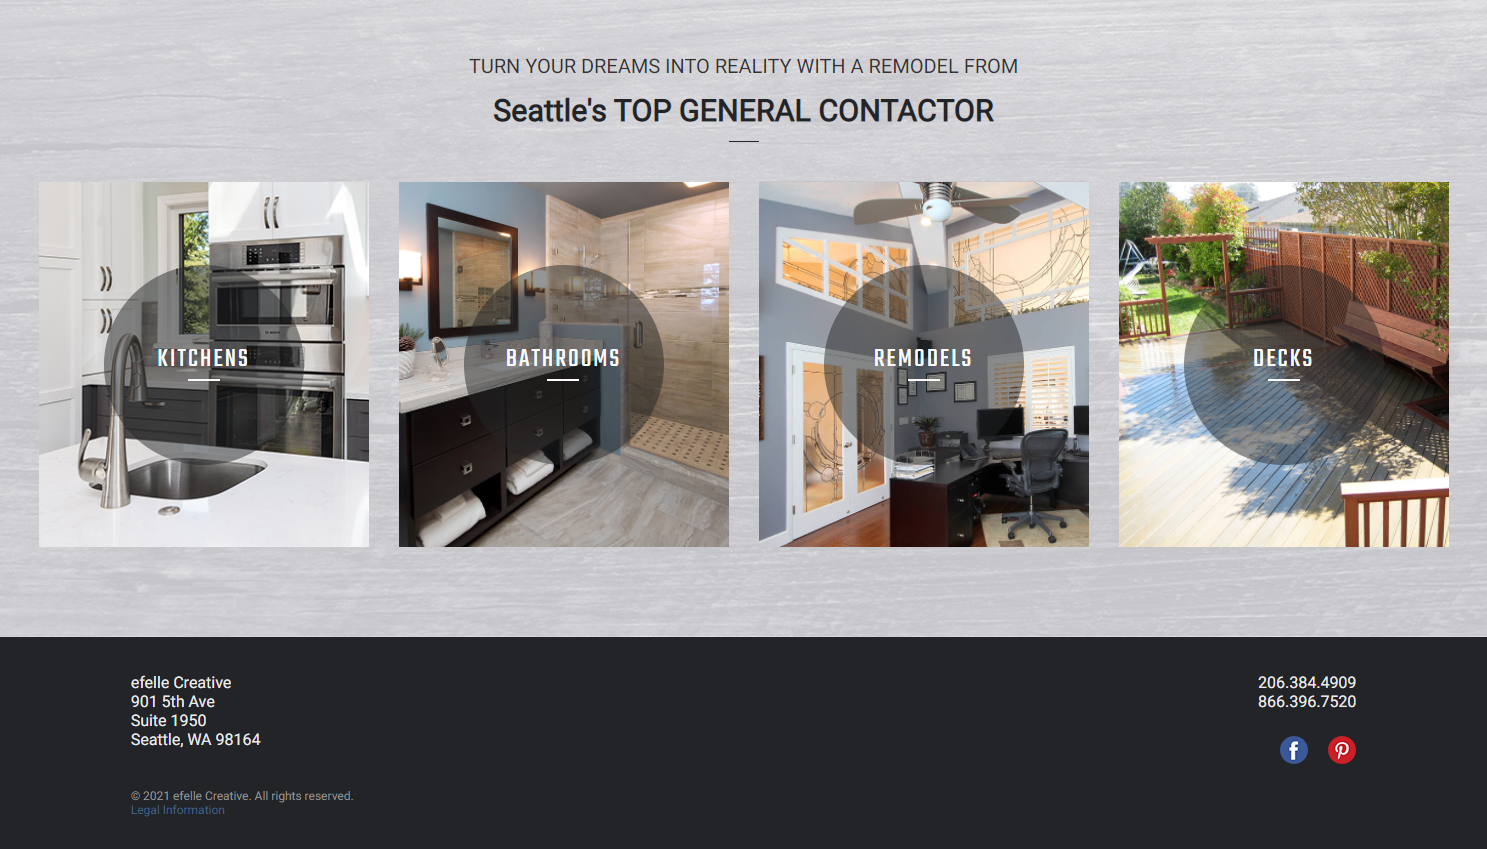 TURN YOUR DREAMS INTO REALITY WITH A REMODEL FROM
Seattle's TOP GENERAL CONTACTOR
KITCHENS
BATHROOMS
REMODELS
DECKS
efelle Creative
901 5th Ave
Suite 1950
Seattle, WA 98164
206.384.4909
866.396.7520
© 2021 efelle Creative. All rights reserved.
Legal Information